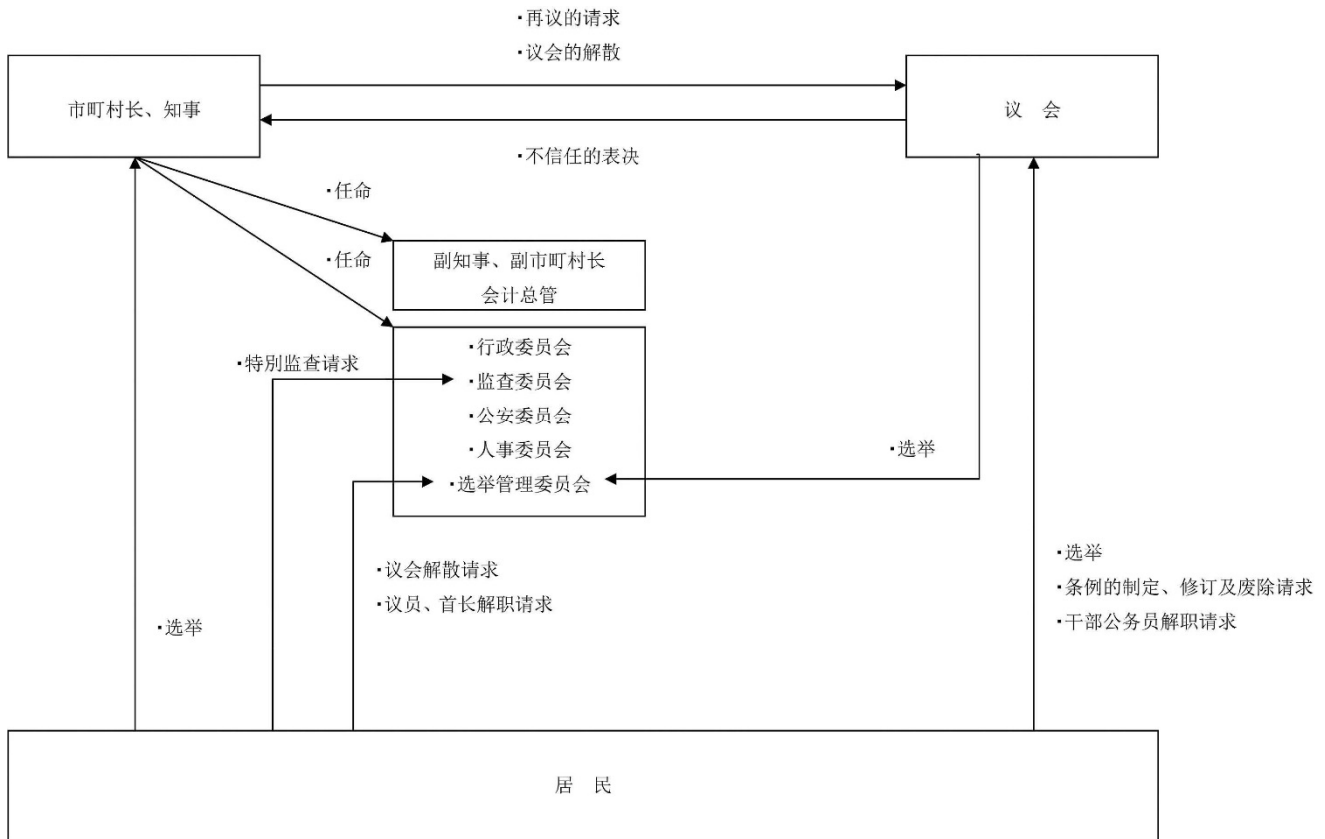 ·再议的请求
·议会的解散
市町村长、知事
议 会
·不信任的表决
·任命
·任命
副知事、副市町村长
会计总管
·特别监查请求
·行政委员会
·监查委员会
·公安委员会
·人事委员会
·选举管理委员会
·选举
·议会解散请求
·议员、首长解职请求
·选举
·选举
·条例的制定、修订及废除请求
·干部公务员解职请求
居 民